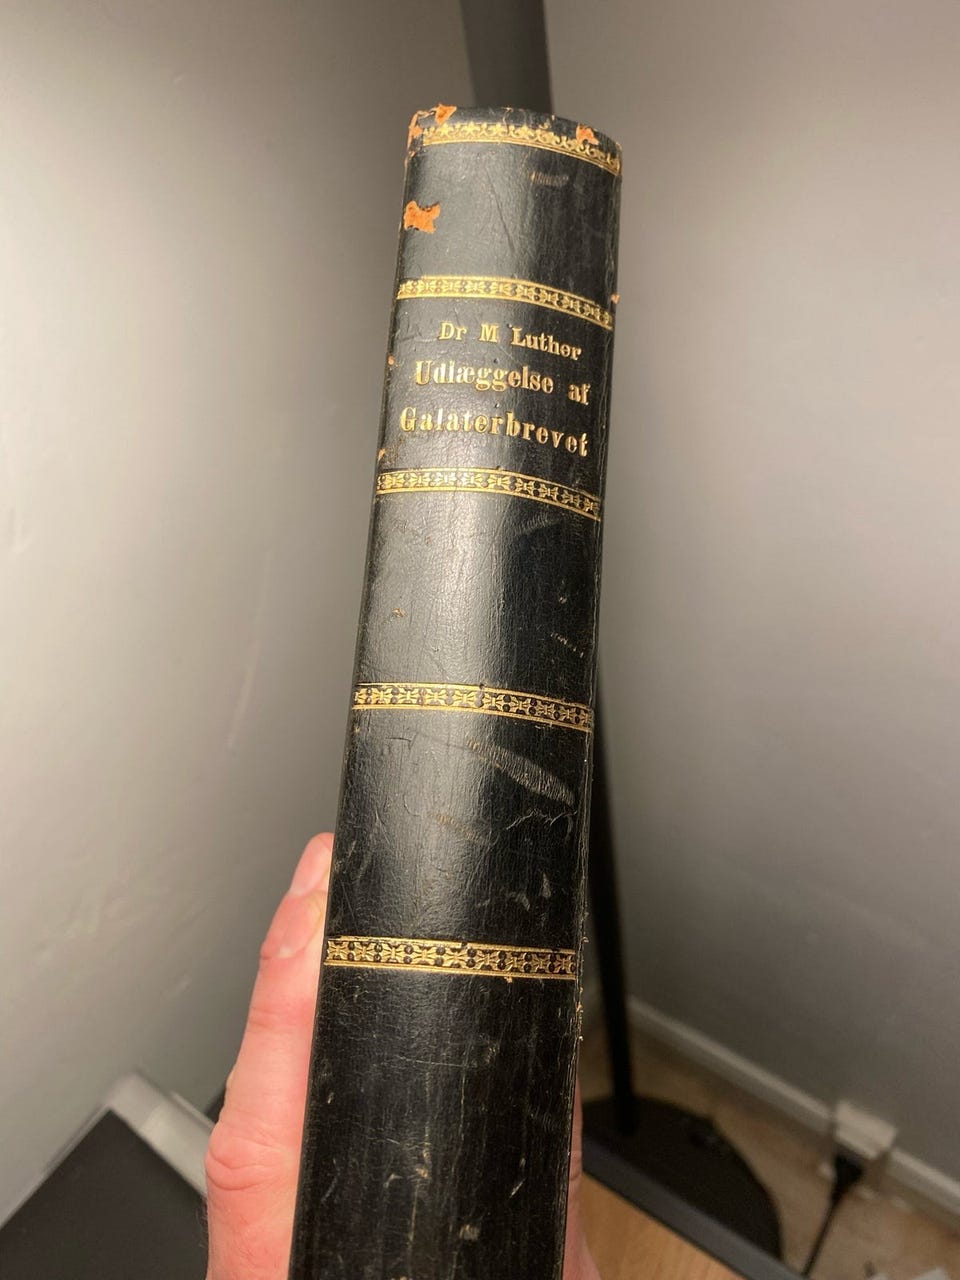 Dr M Luther
Udlæggelse af
Galaterbrevet